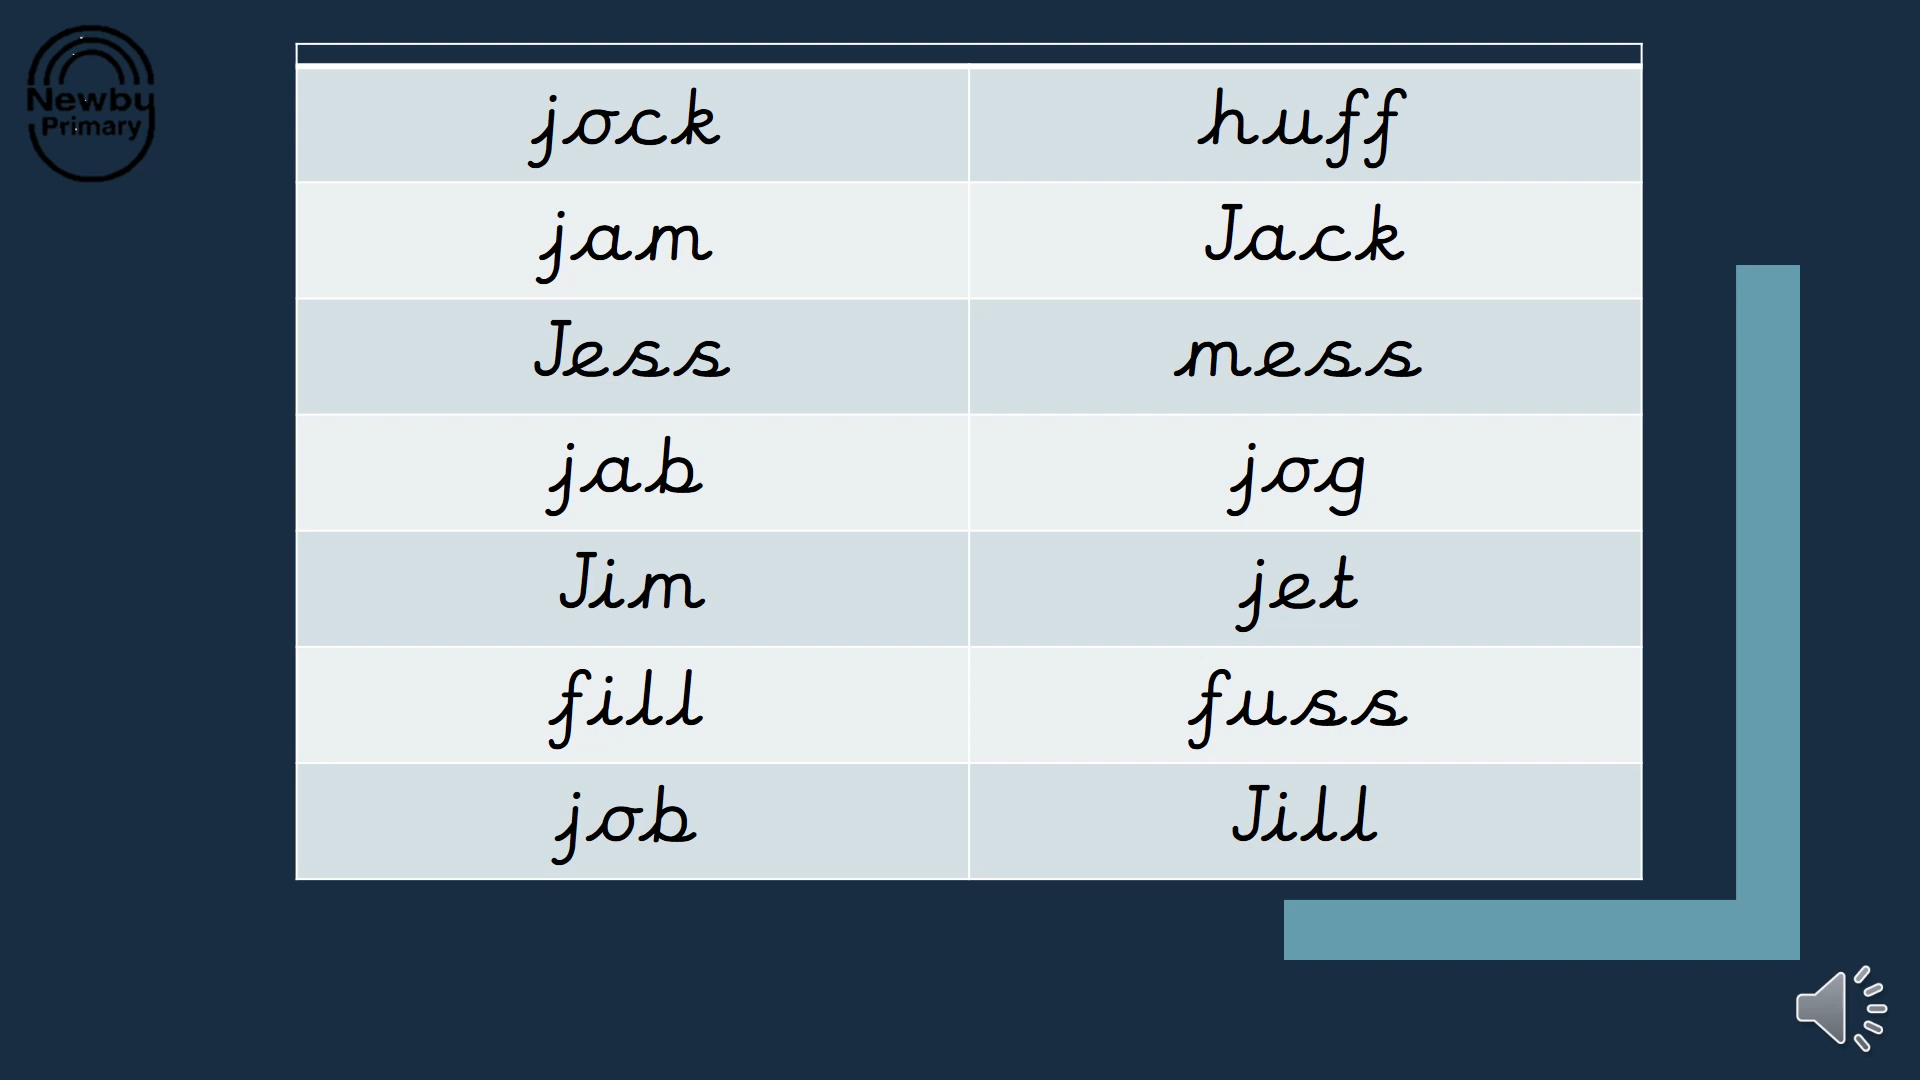 Newby
Primary
jock huff
jam Jack
Jess mess
jab jog
Jim jet
fill fuss
job Jill